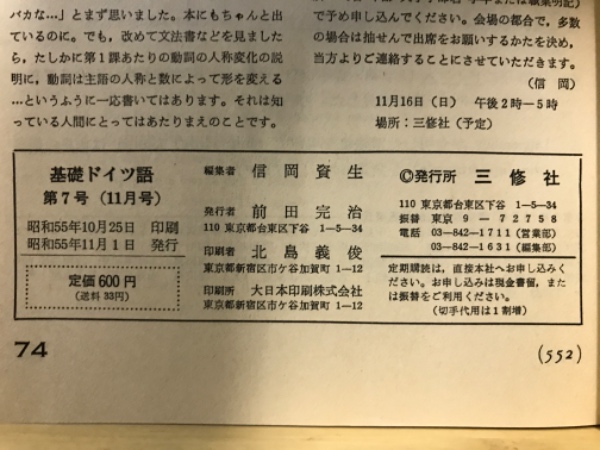 バカな…」とまず思いました。本にもちゃんと出
ているのに。でも，改めて文法書などを見ました
ら，たしかに第１課あたりの動詞の人称変化の説
明に，動詞は主語の人称と数によって形を変える
…というふうに一応書いてはあります。それは知
っている人間にとってはあたりまえのことです。
で予め申し込んでください。会場の都合で，多数
の場合は抽せんで出席をお願いするかたを決め，
当方よりご連絡することにさせていただきます。
（信 岡）
11月16日（日） 午後２時−５時
場所：三修社（予定）
基礎ドイツ語
第７号（11月号）
昭和55年10月25日 印刷
昭和55年11月１日 発行
定価 600 円
（送料 33円）
編集者 信岡資生
発行者 前田完治
110 東京都台東区下谷 1−5−34
印刷者 北島義俊
東京都新宿区市ケ谷加賀町 1−12
印刷所 大日本印刷株式会社
東京都新宿区市ケ谷加賀町 1−12
©発行所 三修社
110 東京都台東区下谷 1−5−34
振替 東京 9 − 72758
電話 03−842−1711（営業部）
03−842−1631（編集部）
定期購読は，直接本社へお申し込みく
ださい。お申し込みは現金書留，また
は振替をご利用ください。
（切手代用は１割増）
74
(552)